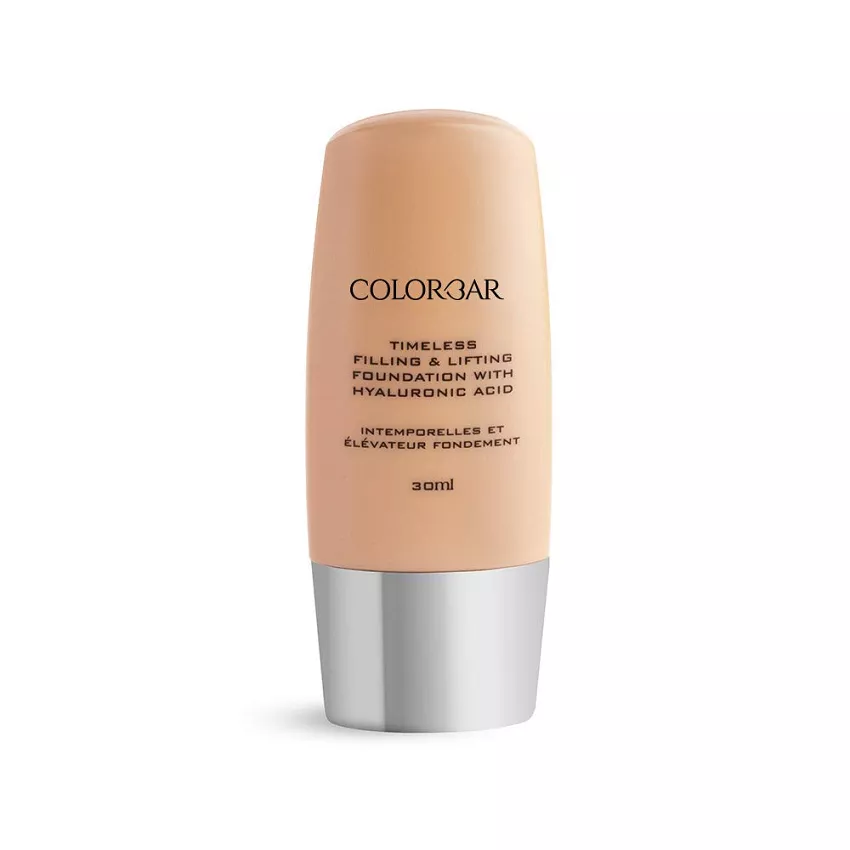 COLORBAR
TIMELESS
FILLING & LIFTING
FOUNDATION WITH
HYALURONIC ACID
INTEMPORELLES ET
ÉLÉVATEUR FONDEMENT
30ml